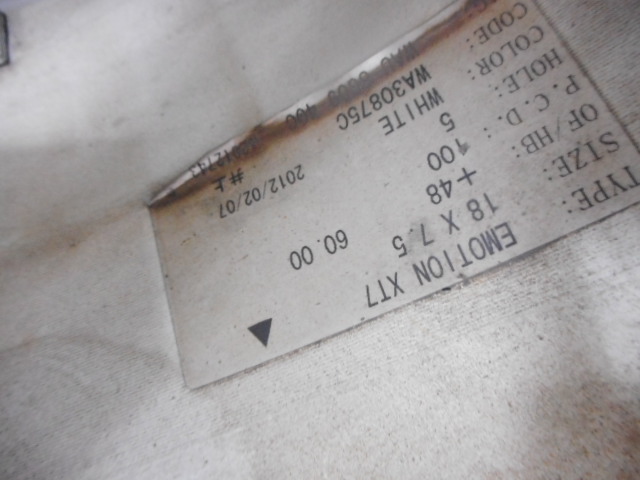 TYPE: EMOTION XT7
SIZE: 18 X 7.5
OF/HB: +48 60.00
P.C.D.: 100
HOLE: 5
COLOR: WHITE 2012/02/07
CODE: WA30875C #上